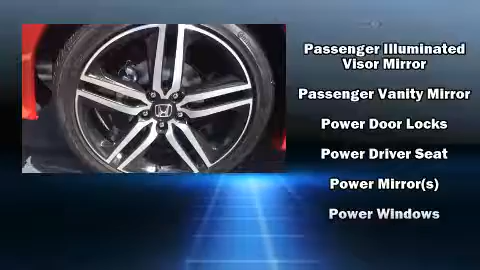 Passenger Illuminated
Visor Mirror
Passenger Vanity Mirror
Power Door Locks
Power Driver Seat
Power Mirror(s)
Power Windows